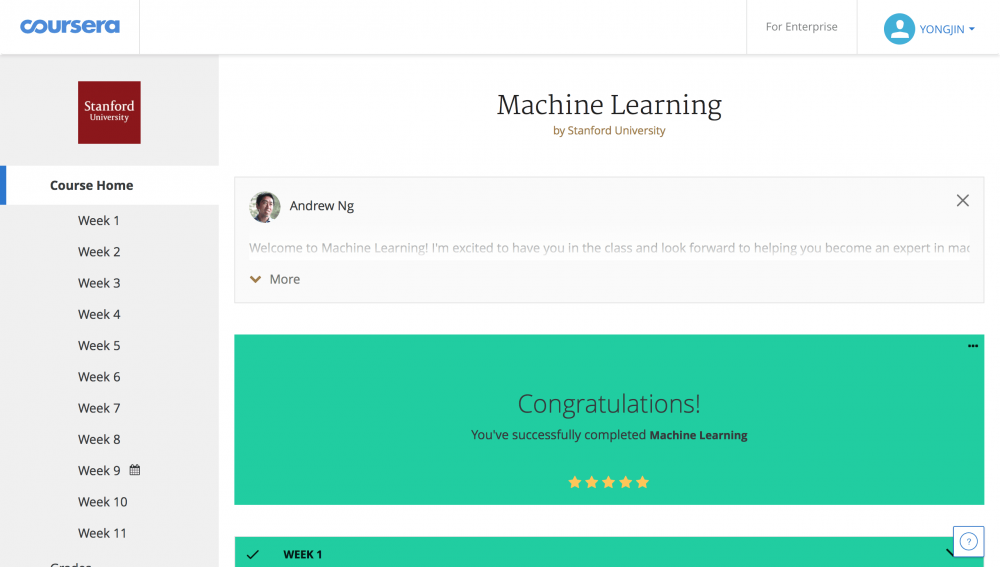 coursera
For Enterprise
YONGJIN
Stanford
University
Course Home
Week 1
Week 2
Week 3
Week 4
Week 5
Week 6
Week 7
Week 8
Week 9
Week 10
Week 11
Grades
Machine Learning
by Stanford University
Andrew Ng
Welcome to Machine Learning! I'm excited to have you in the class and look forward to helping you become an expert in mac
More
Congratulations!
You've successfully completed Machine Learning
WEEK 1
?